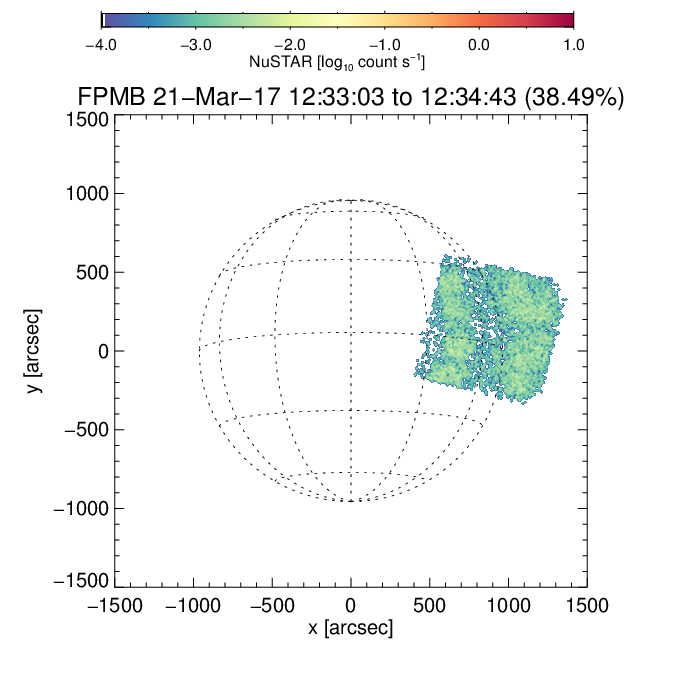 −4.0 −3.0 −2.0 −1.0 0.0 1.0
NuSTAR [log₁₀ count s⁻¹]
FPMB 21−Mar−17 12:33:03 to 12:34:43 (38.49%)
1500
1000
500
0
−500
−1000
−1500
y [arcsec]
−1500 −1000 −500 0 500 1000 1500
x [arcsec]